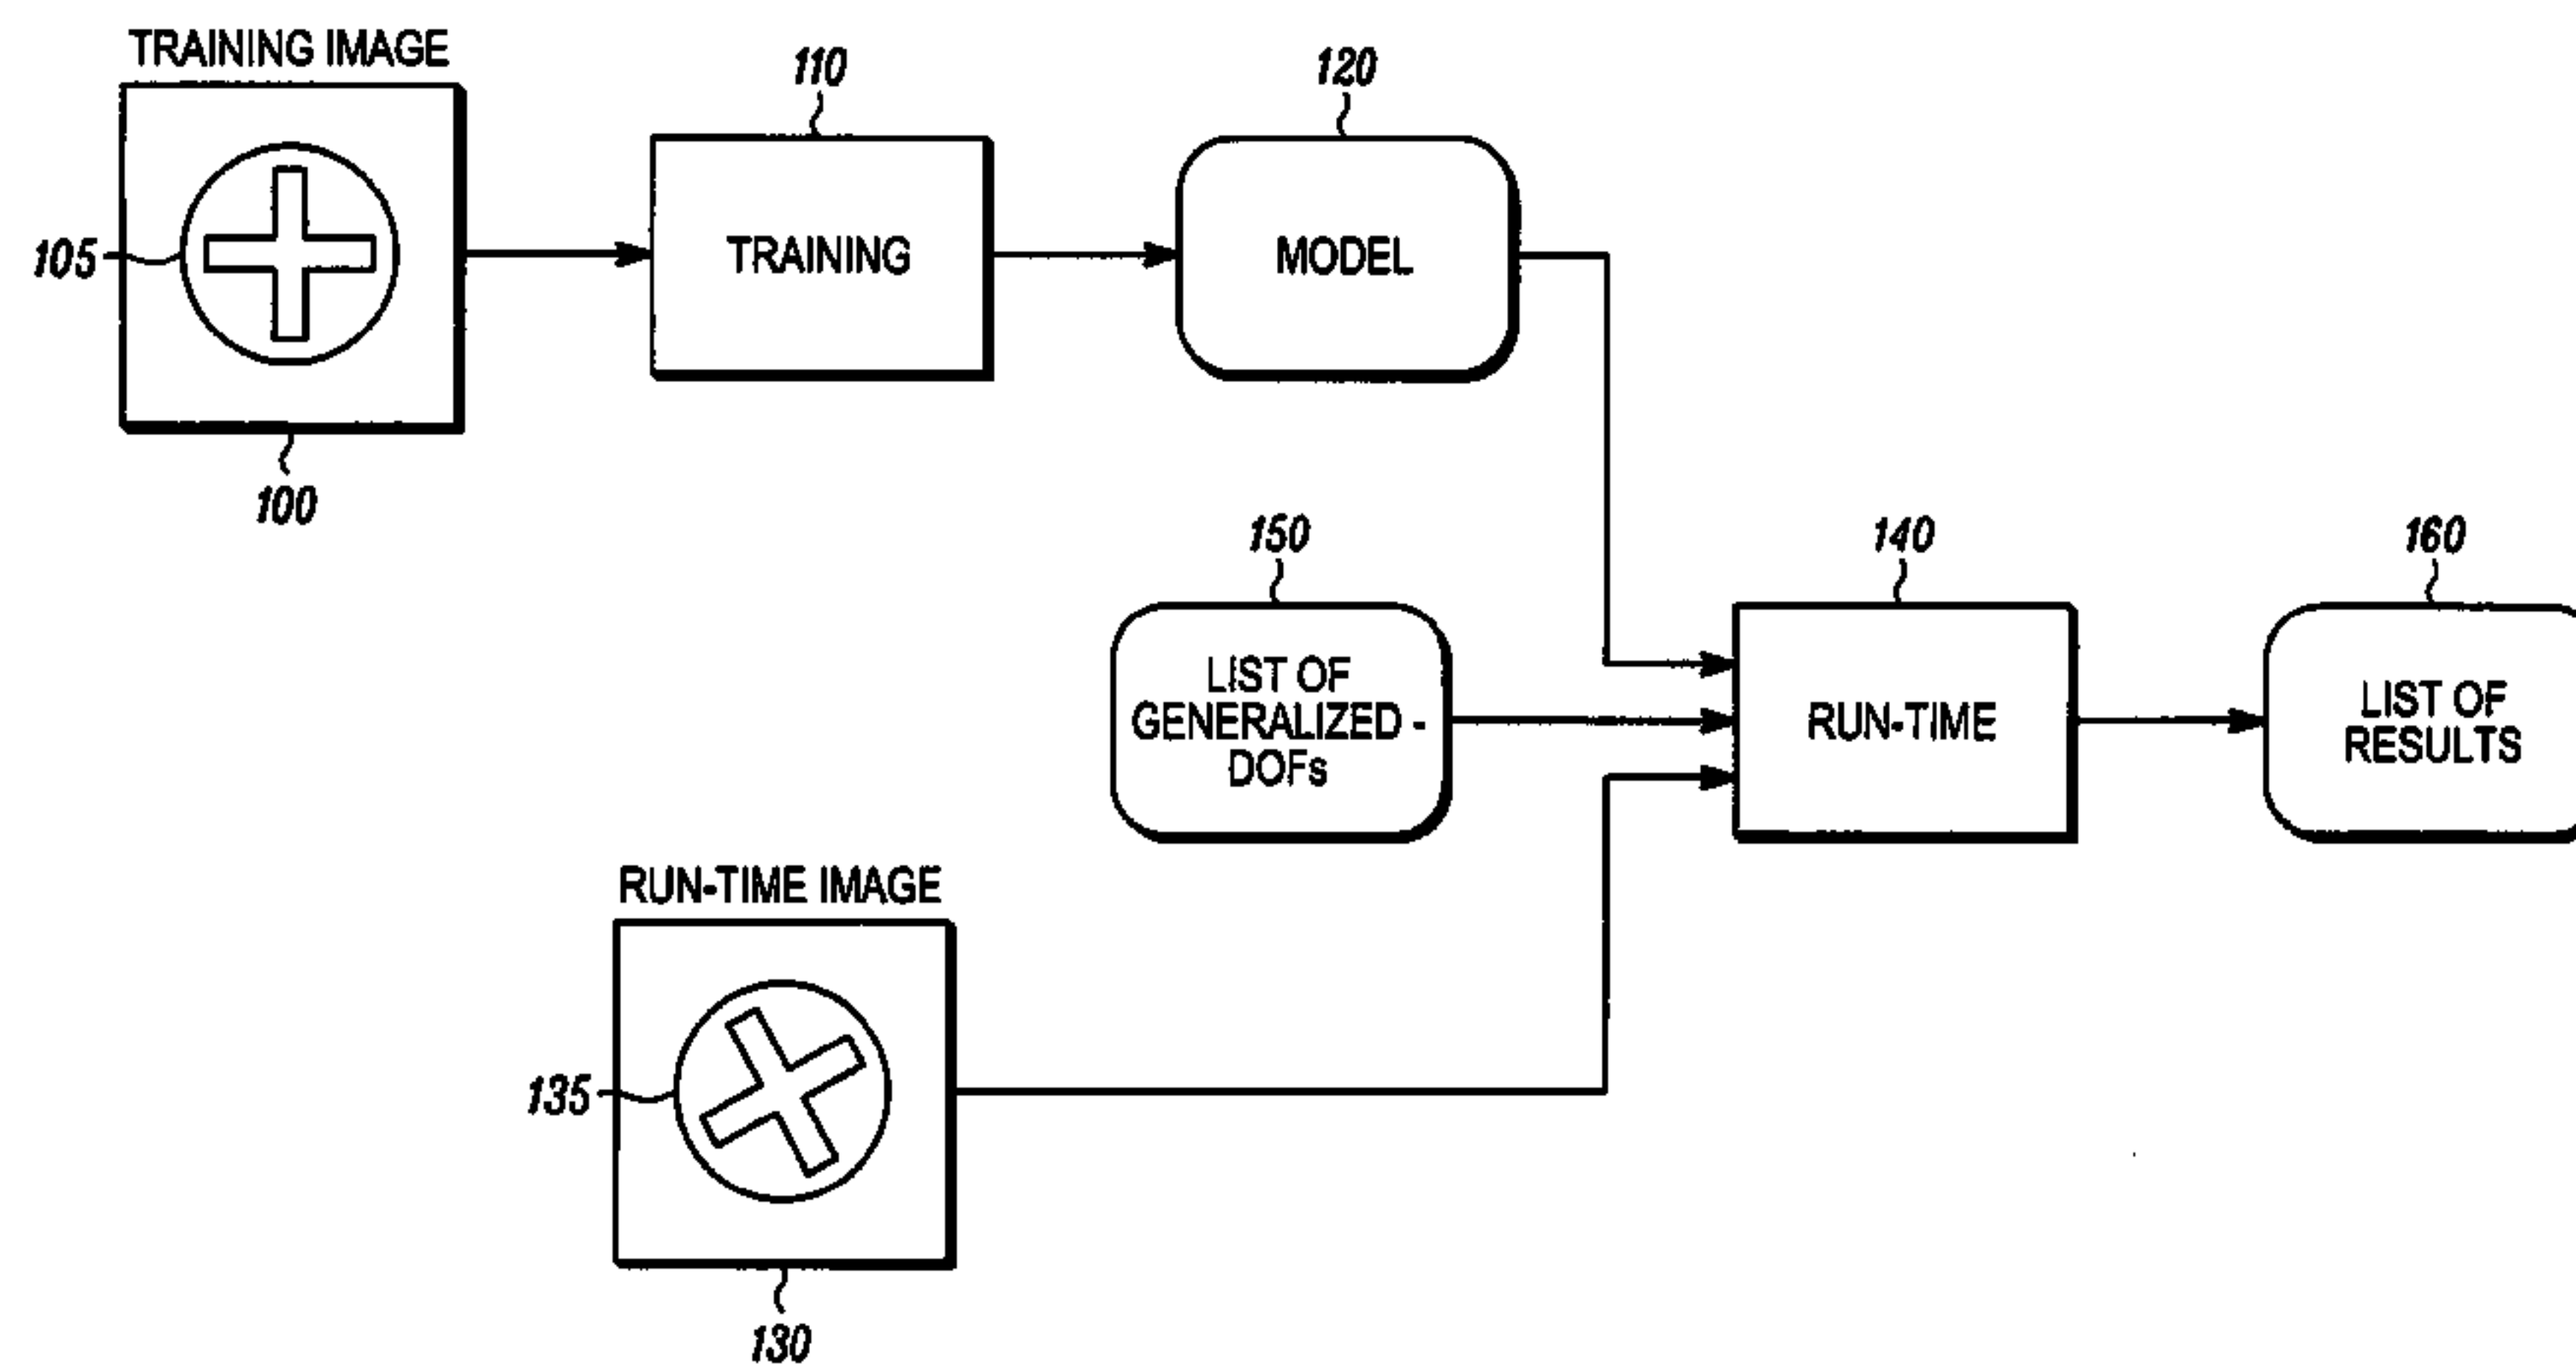 TRAINING IMAGE
105
100
110
TRAINING
120
MODEL
150
LIST OF
GENERALIZED -
DOFs
140
RUN-TIME
160
LIST OF
RESULTS
RUN-TIME IMAGE
135
130